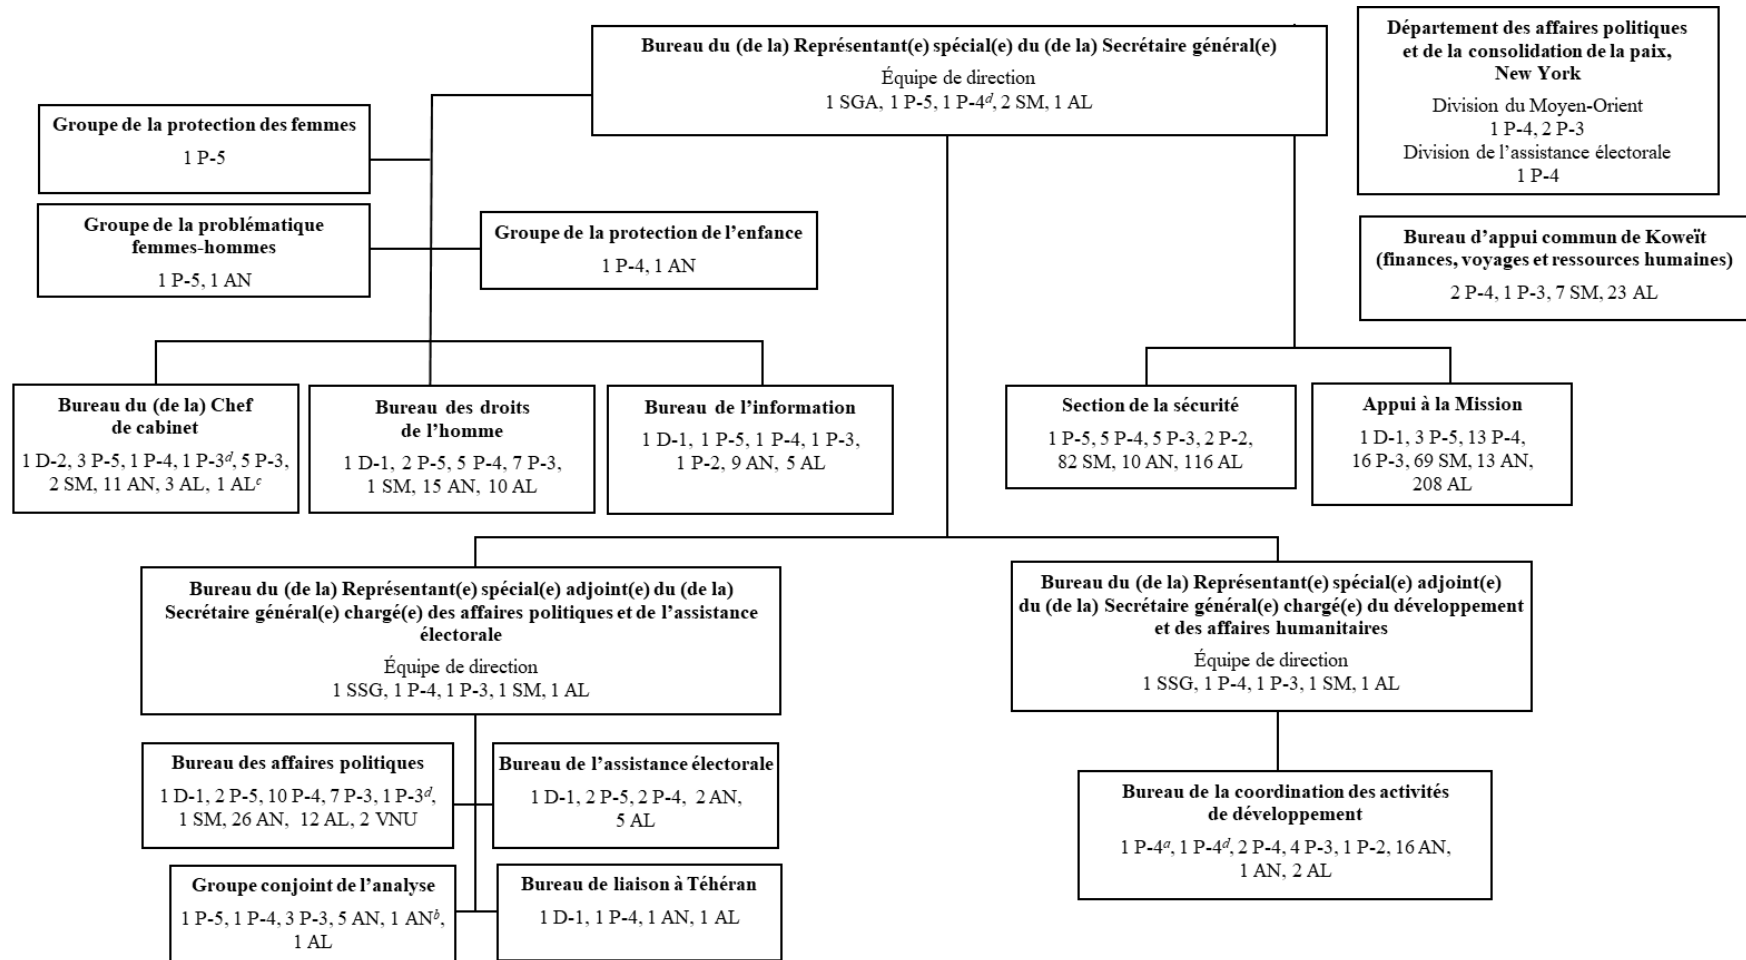 Bureau du (de la) Représentant(e) spécial(e) du (de la) Secrétaire général(e)
Équipe de direction
1 SGA, 1 P-5, 1 P-4d, 2 SM, 1 AL
Département des affaires politiques
et de la consolidation de la paix,
New York
Division du Moyen-Orient
1 P-4, 2 P-3
Division de l'assistance électorale
1 P-4
Groupe de la protection des femmes
1 P-5
Groupe de la problématique
femmes-hommes
1 P-5, 1 AN
Groupe de la protection de l'enfance
1 P-4, 1 AN
Bureau d'appui commun de Koweït
(finances, voyages et ressources humaines)
2 P-4, 1 P-3, 7 SM, 23 AL
Bureau du (de la) Chef
de cabinet
1 D-2, 3 P-5, 1 P-4, 1 P-3d, 5 P-3,
2 SM, 11 AN, 3 AL, 1 ALc
Bureau des droits
de l'homme
1 D-1, 2 P-5, 5 P-4, 7 P-3,
1 SM, 15 AN, 10 AL
Bureau de l'information
1 D-1, 1 P-5, 1 P-4, 1 P-3,
1 P-2, 9 AN, 5 AL
Section de la sécurité
1 P-5, 5 P-4, 5 P-3, 2 P-2,
82 SM, 10 AN, 116 AL
Appui à la Mission
1 D-1, 3 P-5, 13 P-4,
16 P-3, 69 SM, 13 AN,
208 AL
Bureau du (de la) Représentant(e) spécial(e) adjoint(e) du (de la)
Secrétaire général(e) chargé(e) des affaires politiques et de l'assistance
électorale
Équipe de direction
1 SSG, 1 P-4, 1 P-3, 1 SM, 1 AL
Bureau du (de la) Représentant(e) spécial(e) adjoint(e)
du (de la) Secrétaire général(e) chargé(e) du développement
et des affaires humanitaires
Équipe de direction
1 SSG, 1 P-4, 1 P-3, 1 SM, 1 AL
Bureau des affaires politiques
1 D-1, 2 P-5, 10 P-4, 7 P-3, 1 P-3d,
1 SM, 26 AN, 12 AL, 2 VNU
Bureau de l'assistance électorale
1 D-1, 2 P-5, 2 P-4, 2 AN,
5 AL
Bureau de la coordination des activités
de développement
1 P-4a, 1 P-4d, 2 P-4, 4 P-3, 1 P-2, 16 AN,
1 AN, 2 AL
Groupe conjoint de l'analyse
1 P-5, 1 P-4, 3 P-3, 5 AN, 1 ANb,
1 AL
Bureau de liaison à Téhéran
1 D-1, 1 P-4, 1 AN, 1 AL